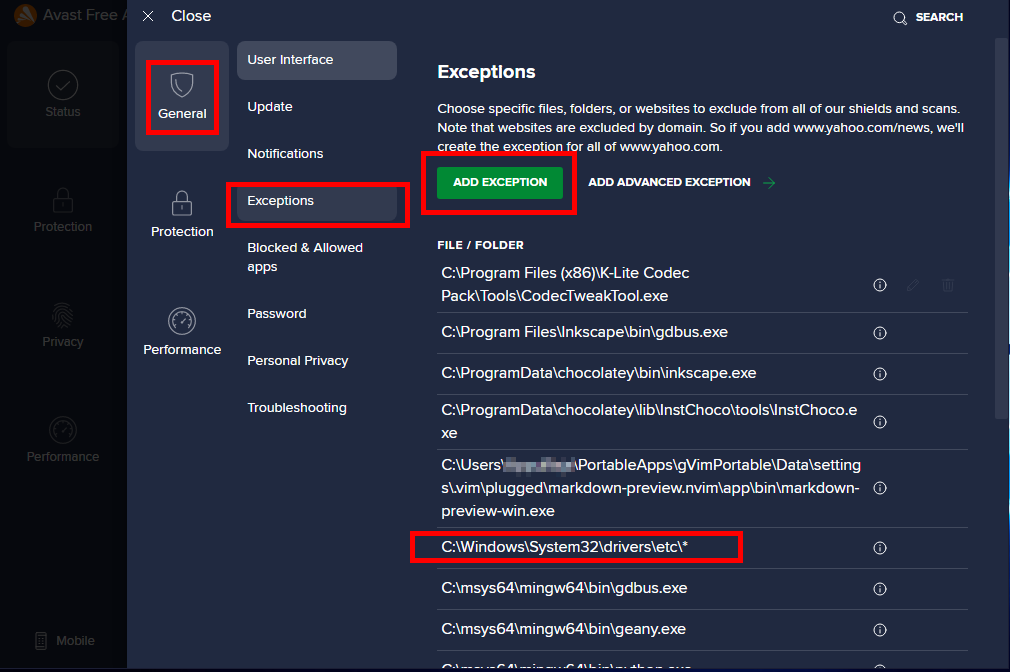 Avast Free A
Close
SEARCH
Status
Protection
Privacy
Performance
Mobile
General
Protection
Performance
User Interface
Update
Notifications
Exceptions
Blocked & Allowed
apps
Password
Personal Privacy
Troubleshooting
Exceptions
Choose specific files, folders, or websites to exclude from all of our shields and scans.
Note that websites are excluded by domain. So if you add www.yahoo.com/news, we'll
create the exception for all of www.yahoo.com.
ADD EXCEPTION
ADD ADVANCED EXCEPTION
FILE / FOLDER
C:\Program Files (x86)\K-Lite Codec
Pack\Tools\CodecTweakTool.exe
C:\Program Files\Inkscape\bin\gdbus.exe
C:\ProgramData\chocolatey\bin\inkscape.exe
C:\ProgramData\chocolatey\lib\InstChoco\tools\InstChoco.e
xe
C:\Users\ \PortableApps\gVimPortable\Data\setting
s\.vim\plugged\markdown-preview.nvim\app\bin\markdown-
preview-win.exe
C:\Windows\System32\drivers\etc\*
C:\msys64\mingw64\bin\gdbus.exe
C:\msys64\mingw64\bin\geany.exe
C:\msys64\mingw64\bin\python.exe